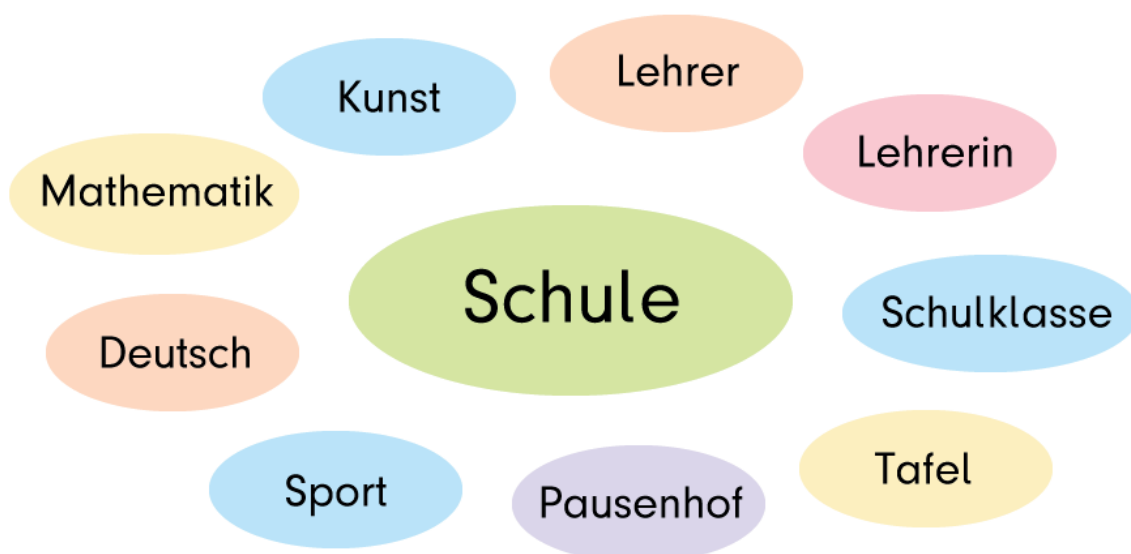 Lehrer
Kunst
Lehrerin
Mathematik
Schule
Schulklasse
Deutsch
Tafel
Sport
Pausenhof